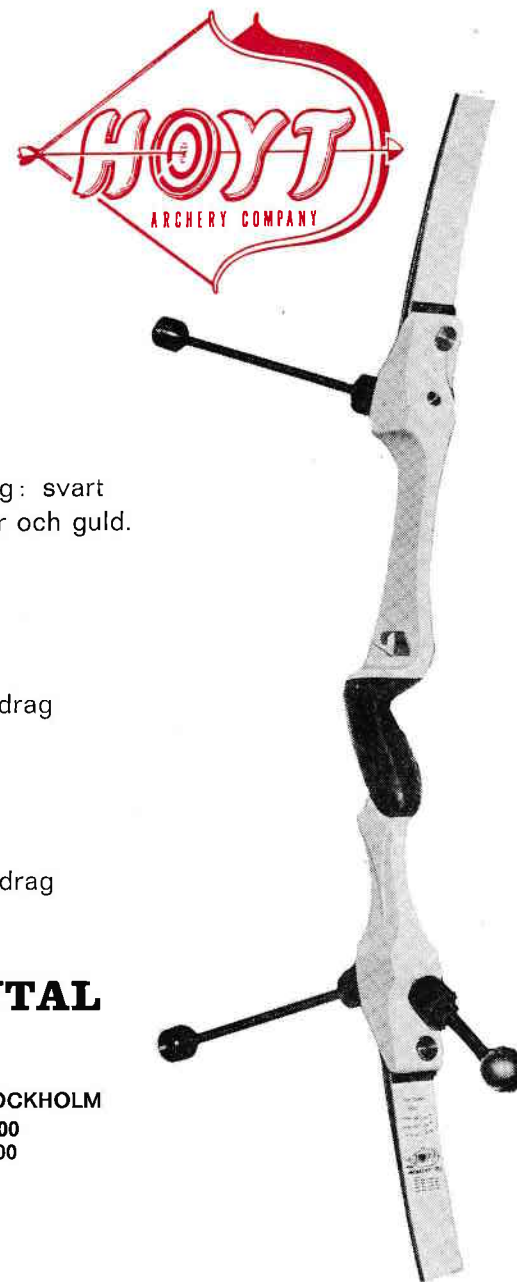 HOYT
ARCHERY COMPANY
g: svart
r och guld.
drag
drag
TAL
OCKHOLM
00
00